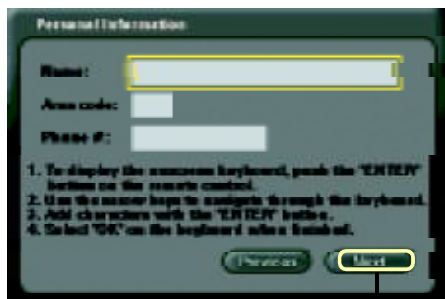 Personal Information
Name:
Area code:
Phone #:
1. To display the onscreen keyboard, push the "ENTER"
button on the remote control.
2. Use the cursor keys to navigate through the keyboard.
3. Add characters with the "ENTER" button.
4. Select "OK" on the keyboard when finished.
Previous
Next